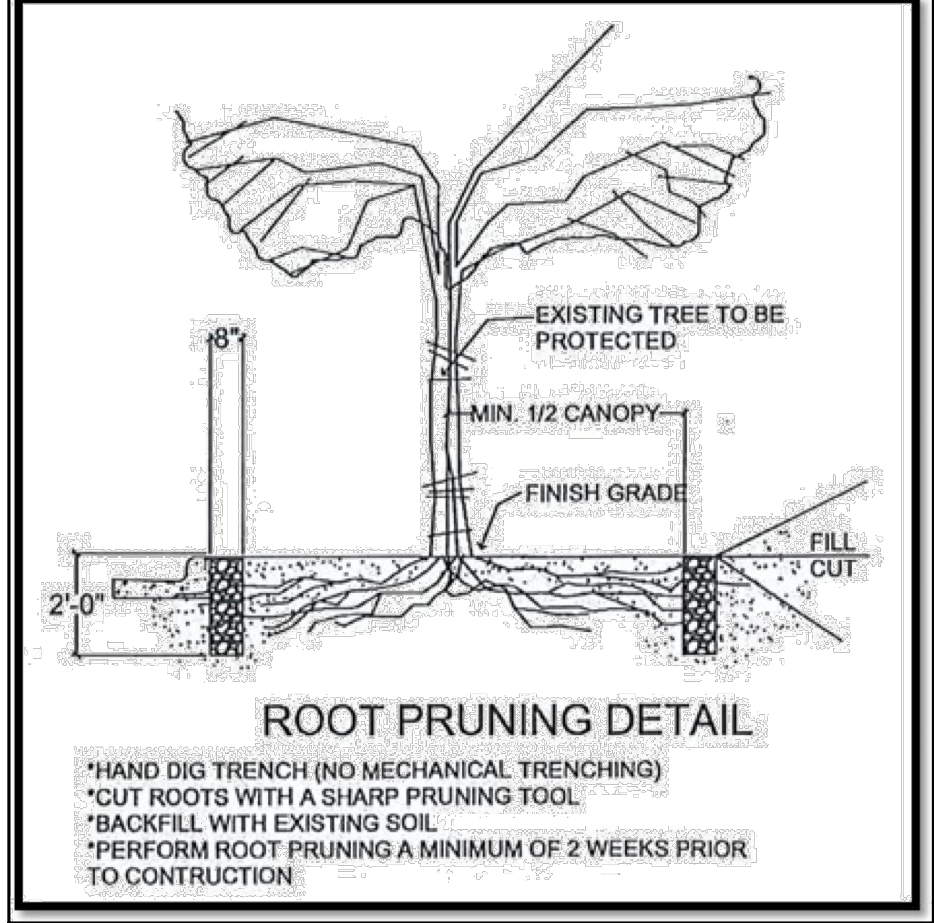 8"
EXISTING TREE TO BE
PROTECTED
MIN. 1/2 CANOPY
FINISH GRADE
FILL
CUT
2'-0"
ROOT PRUNING DETAIL
*HAND DIG TRENCH (NO MECHANICAL TRENCHING)
*CUT ROOTS WITH A SHARP PRUNING TOOL
*BACKFILL WITH EXISTING SOIL
*PERFORM ROOT PRUNING A MINIMUM OF 2 WEEKS PRIOR
TO CONTRUCTION